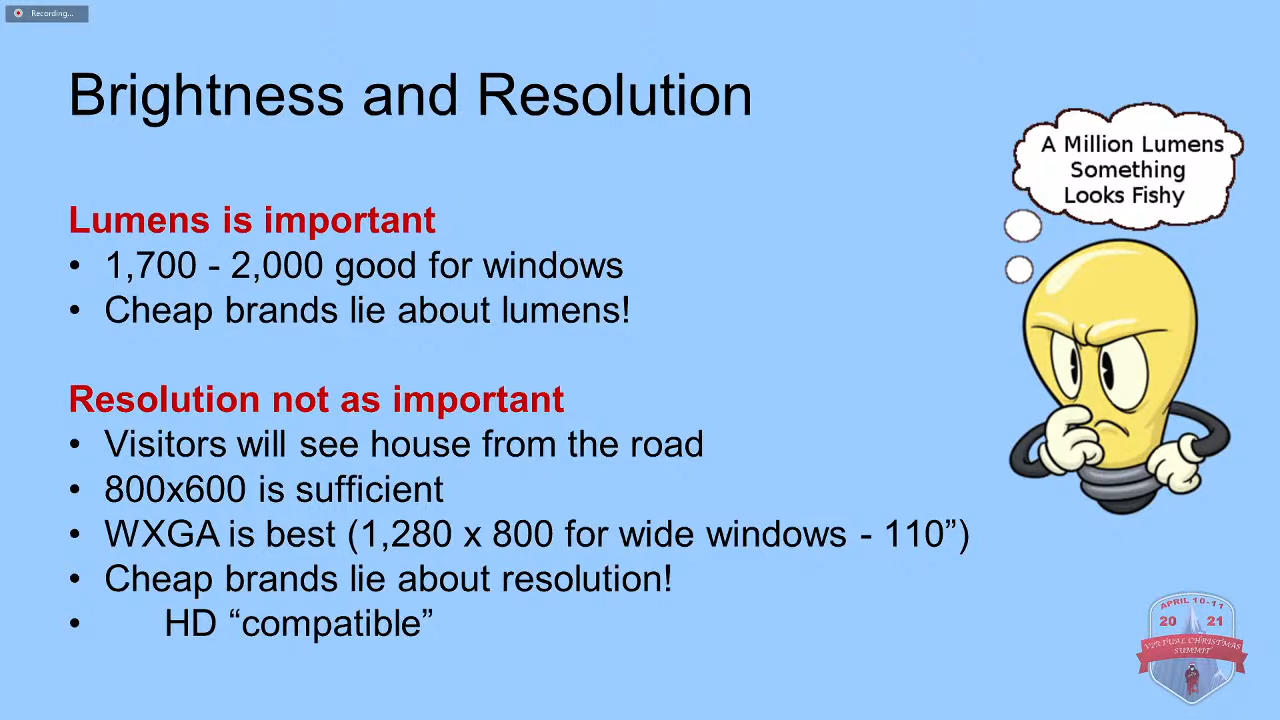 Recording...
Brightness and Resolution
A Million Lumens
Something
Looks Fishy
Lumens is important
• 1,700 - 2,000 good for windows
• Cheap brands lie about lumens!
Resolution not as important
• Visitors will see house from the road
• 800x600 is sufficient
• WXGA is best (1,280 x 800 for wide windows - 110”)
• Cheap brands lie about resolution!
• HD “compatible”
APRIL 10-11
20 21
VIRTUAL CHRISTMAS
SUMMIT